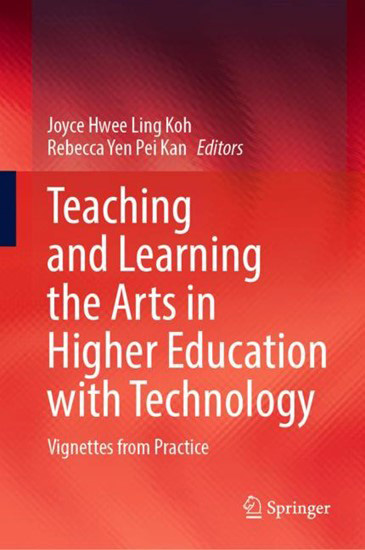 Joyce Hwee Ling Koh
Rebecca Yen Pei Kan Editors
Teaching
and Learning
the Arts in
Higher Education
with Technology
Vignettes from Practice
Springer